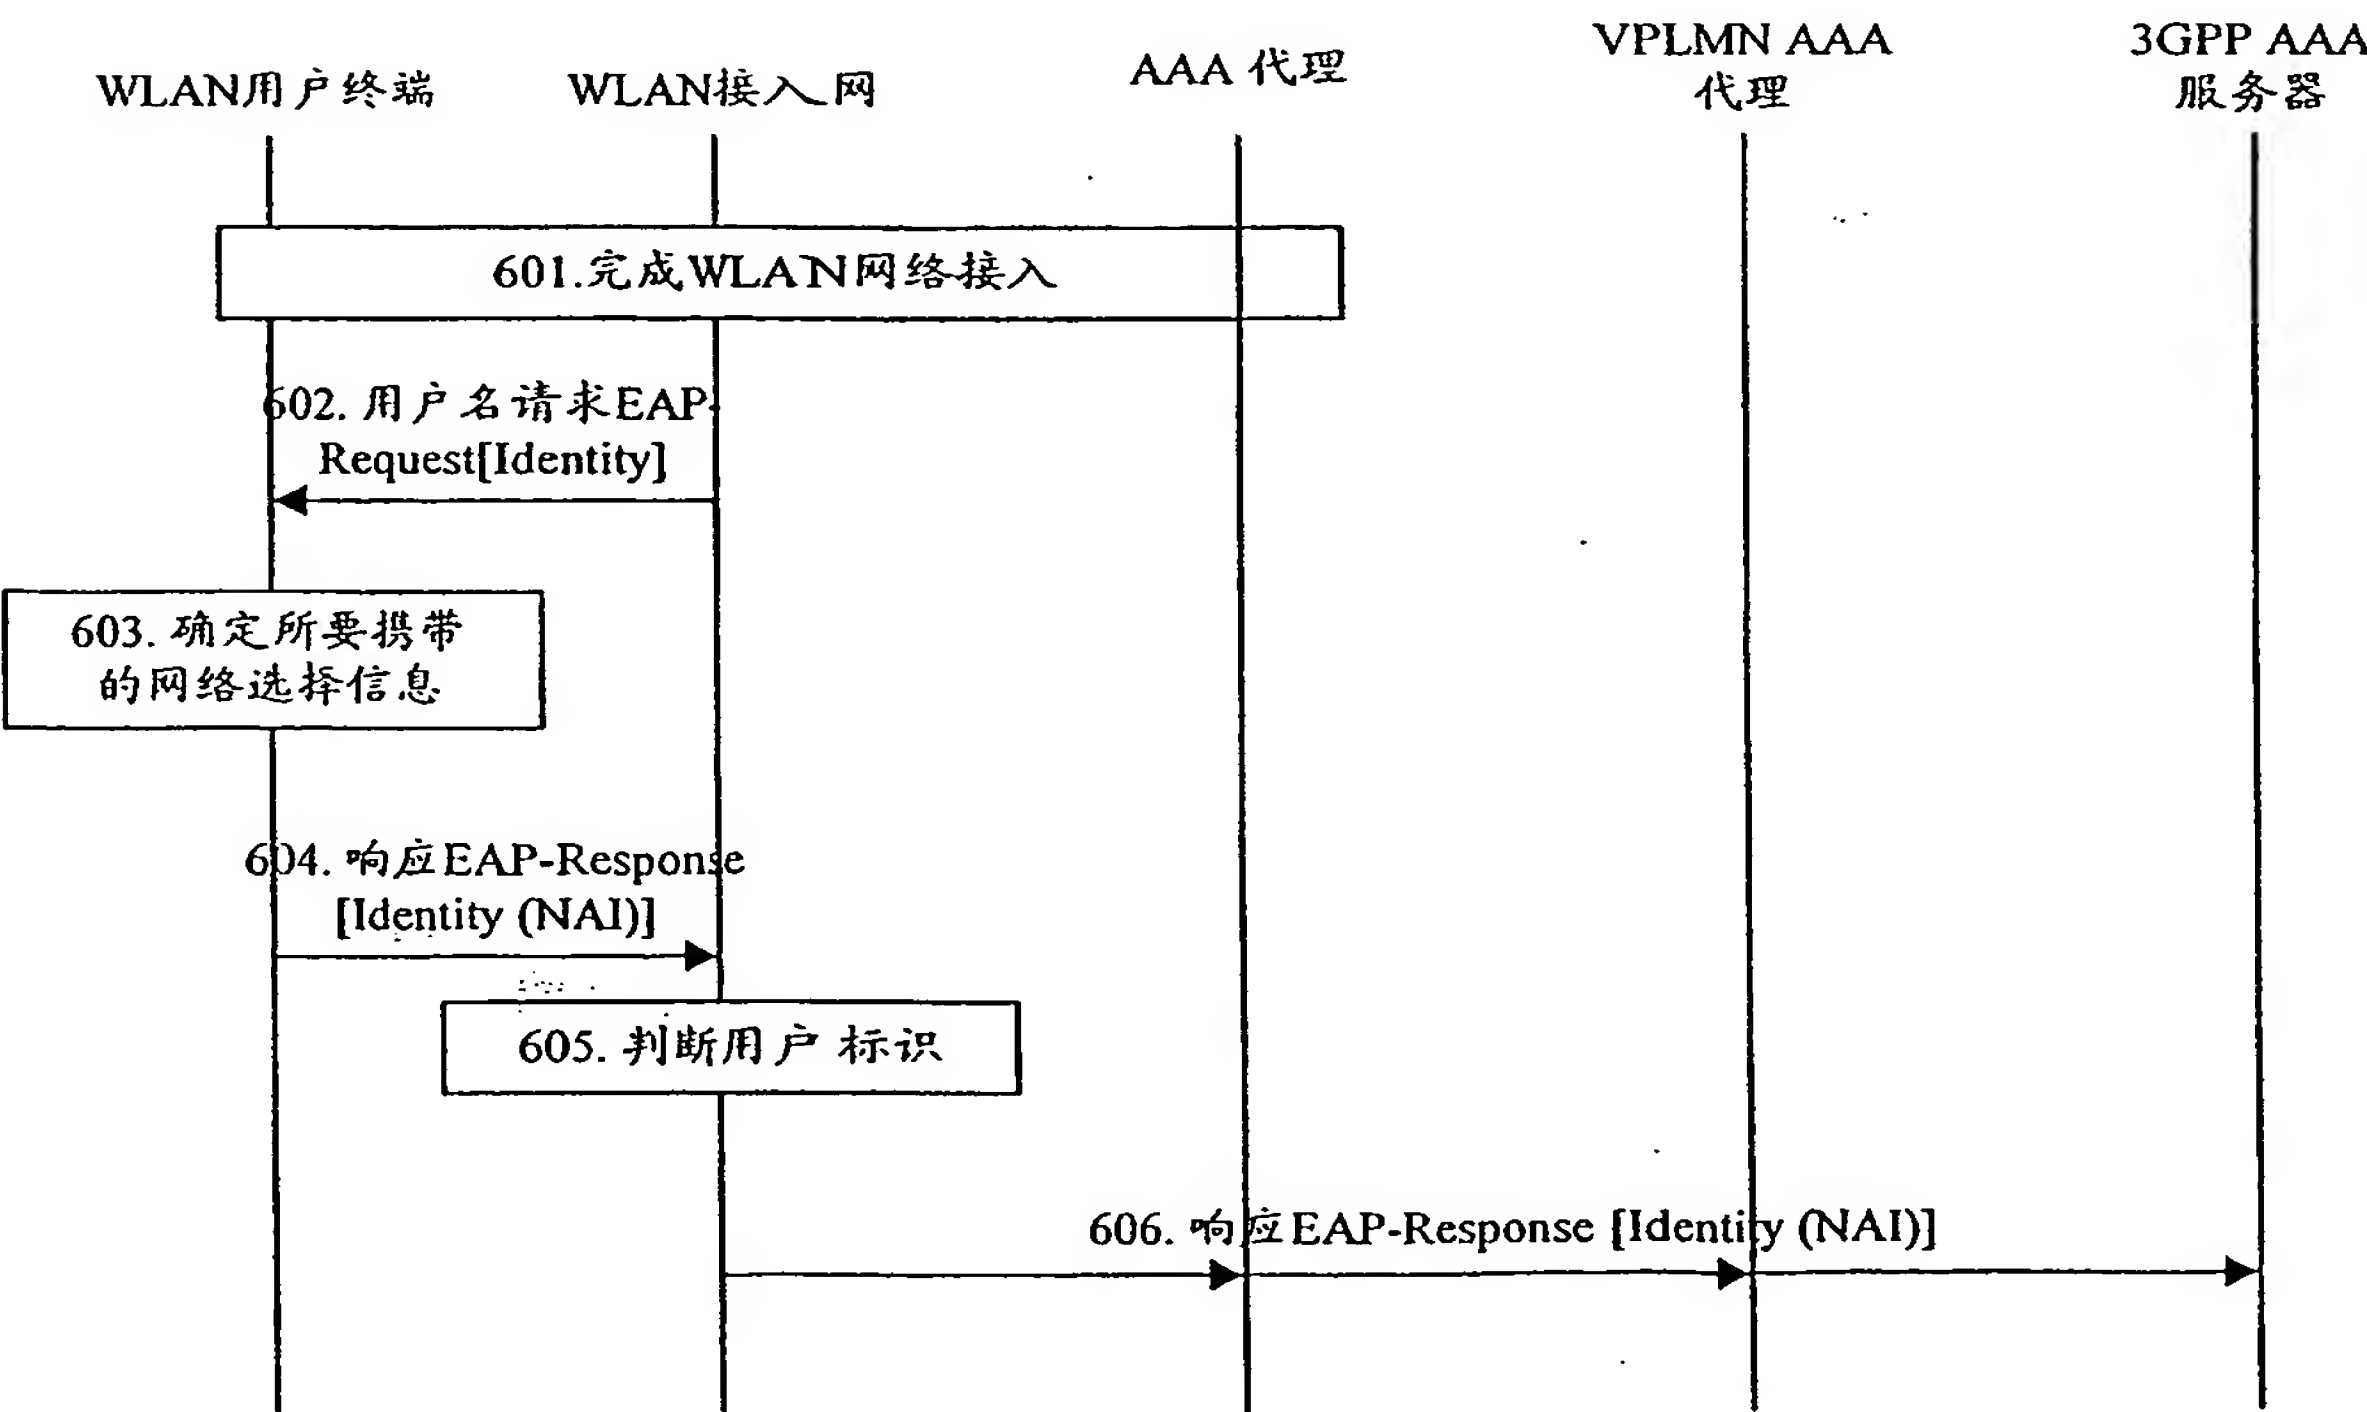 WLAN用户终端
WLAN接入网
AAA 代理
VPLMN AAA
代理
3GPP AAA
服务器
601.完成WLAN网络接入
602. 用户名请求EAP-
Request[Identity]
603. 确定所要携带
的网络选择信息
604. 响应EAP-Response
[Identity (NAI)]
605. 判断用户标识
606. 响应EAP-Response [Identity (NAI)]